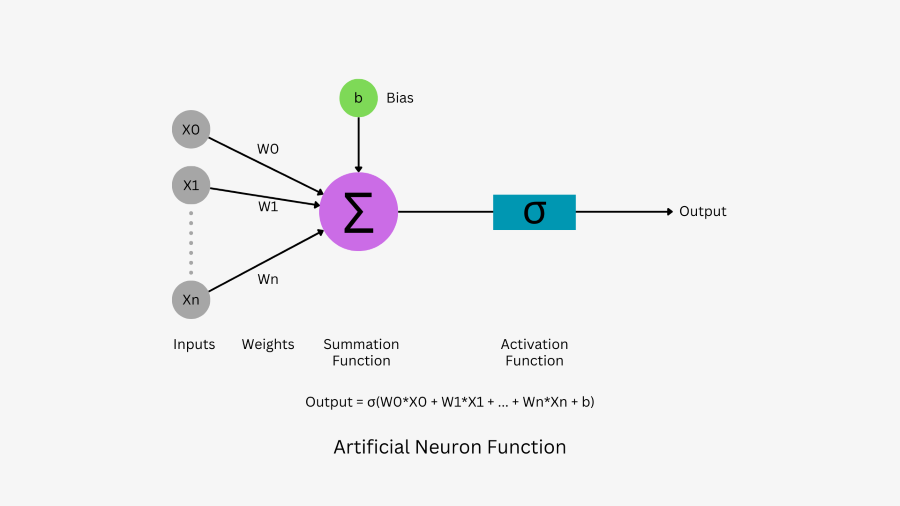 b Bias
X0
W0
X1
W1
Σ
σ
Output
Wn
Xn
Inputs
Weights
Summation
Function
Activation
Function
Output = σ(W0*X0 + W1*X1 + ... + Wn*Xn + b)
Artificial Neuron Function